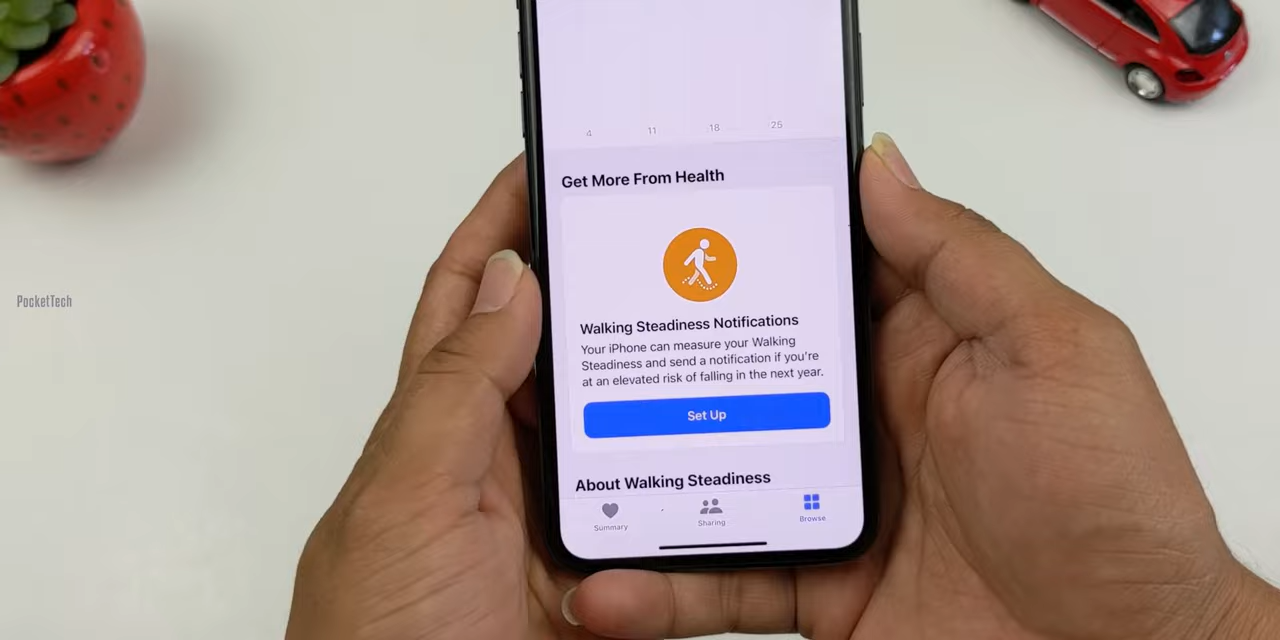 4 11 18 25
Get More From Health
PocketTech
Walking Steadiness Notifications
Your iPhone can measure your Walking
Steadiness and send a notification if you're
at an elevated risk of falling in the next year.
Set Up
About Walking Steadiness
Summary Sharing Browse